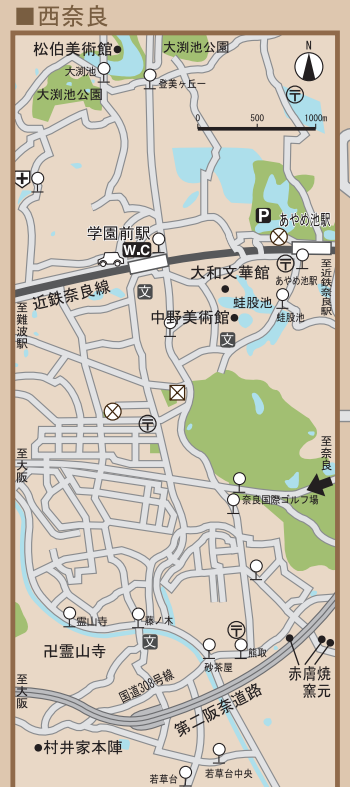 ■西奈良
松伯美術館●
大渕池公園
N
大渕池
登美ヶ丘一
大渕池公園
〒
0 500 1000m
P
あやめ池駅
学園前駅
W.C
〒
至近鉄奈良駅
大和文華館
あやめ池駅
近鉄奈良線
文
蛙股池
至難波駅
中野美術館●
蛙股池
文
〒
至奈良
至大阪
奈良国際ゴルフ場
霊山寺
藤ノ木
〒
文
卍霊山寺
砂茶屋
熊取
赤膚焼
窯元
至大阪
国道308号線
第二阪奈道路
●村井家本陣
若草台
若草台中央